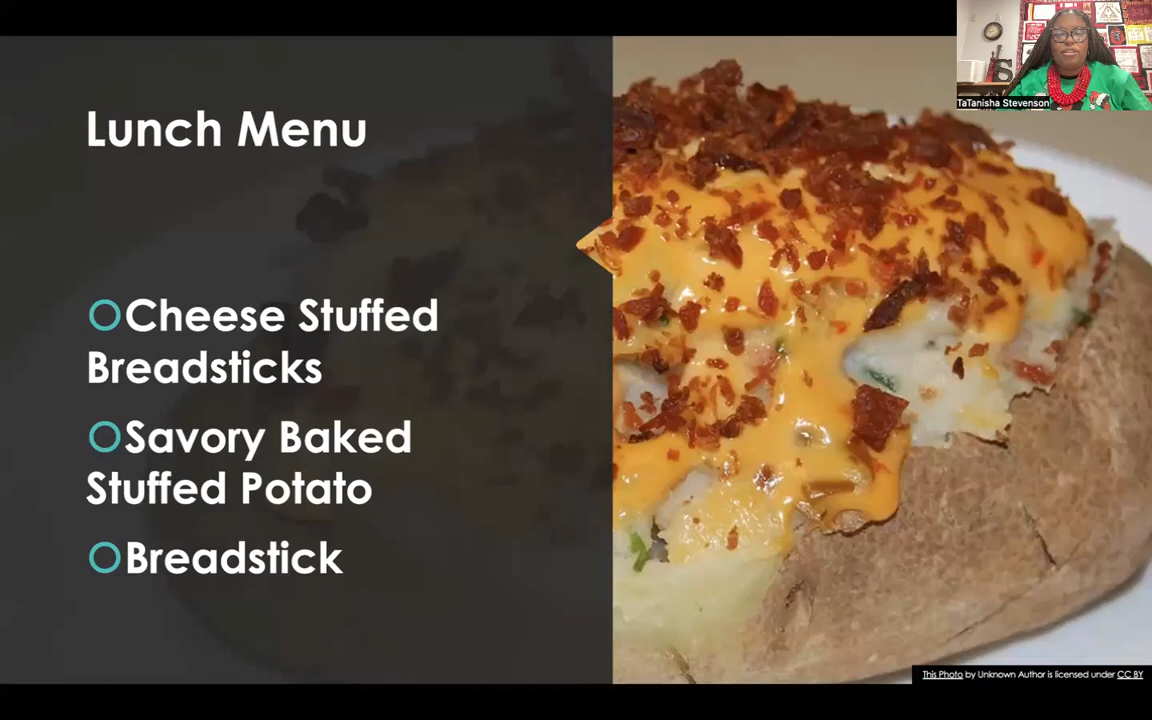 TaTanisha Stevenson
Lunch Menu
Cheese Stuffed
Breadsticks
Savory Baked
Stuffed Potato
Breadstick
This Photo by Unknown Author is licensed under CC BY